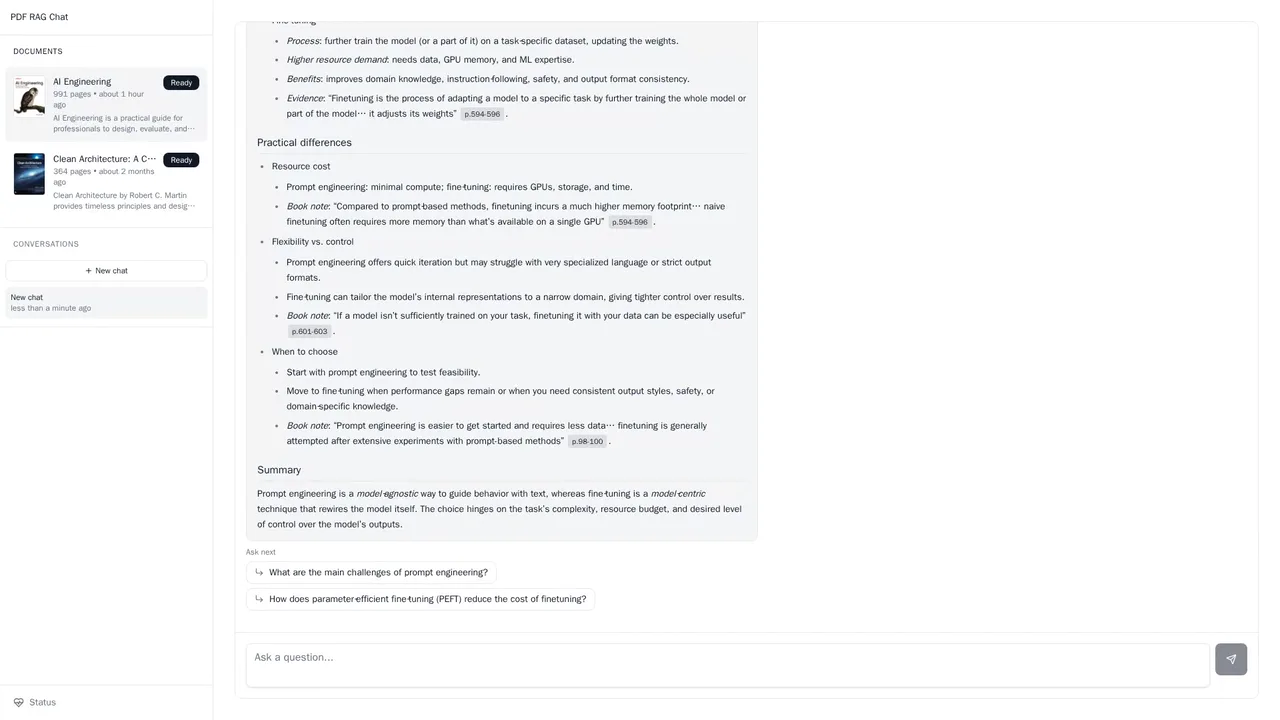 PDF RAG Chat
DOCUMENTS
AI Engineering
Ready
991 pages • about 1 hour
ago
AI Engineering is a practical guide for
professionals to design, evaluate, and…
Clean Architecture: A C…
Ready
364 pages • about 2 months
ago
Clean Architecture by Robert C. Martin
provides timeless principles and desig…
CONVERSATIONS
+ New chat
New chat
less than a minute ago
Status
Fine-tuning
Process: further train the model (or a part of it) on a task-specific dataset, updating the weights.
Higher resource demand: needs data, GPU memory, and ML expertise.
Benefits: improves domain knowledge, instruction-following, safety, and output format consistency.
Evidence: “Finetuning is the process of adapting a model to a specific task by further training the whole model or
part of the model… it adjusts its weights” p.594-596 .
Practical differences
Resource cost
Prompt engineering: minimal compute; fine-tuning: requires GPUs, storage, and time.
Book note: “Compared to prompt-based methods, finetuning incurs a much higher memory footprint… naive
finetuning often requires more memory than what’s available on a single GPU” p.594-596 .
Flexibility vs. control
Prompt engineering offers quick iteration but may struggle with very specialized language or strict output
formats.
Fine-tuning can tailor the model’s internal representations to a narrow domain, giving tighter control over results.
Book note: “If a model isn’t sufficiently trained on your task, finetuning it with your data can be especially useful”
p.601-603 .
When to choose
Start with prompt engineering to test feasibility.
Move to fine-tuning when performance gaps remain or when you need consistent output styles, safety, or
domain-specific knowledge.
Book note: “Prompt engineering is easier to get started and requires less data… finetuning is generally
attempted after extensive experiments with prompt-based methods” p.98-100 .
Summary
Prompt engineering is a model-agnostic way to guide behavior with text, whereas fine-tuning is a model-centric
technique that rewires the model itself. The choice hinges on the task’s complexity, resource budget, and desired level
of control over the model’s outputs.
Ask next
What are the main challenges of prompt engineering?
How does parameter-efficient fine-tuning (PEFT) reduce the cost of finetuning?
Ask a question...